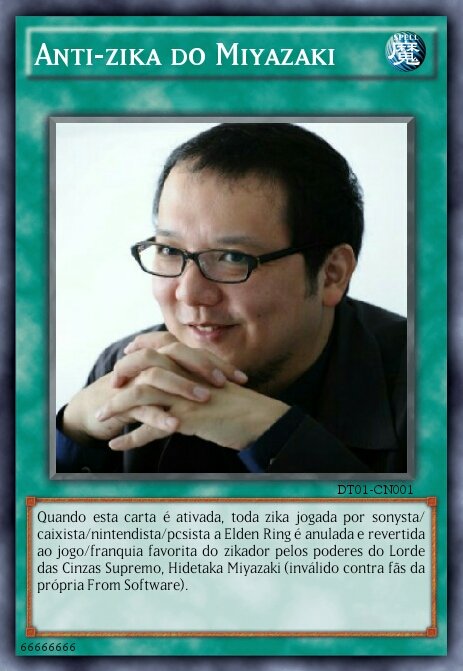 Anti-zika do Miyazaki
SPELL
魔
DT01-CN001
Quando esta carta é ativada, toda zika jogada por sonysta/
caixista/nintendista/pcsista a Elden Ring é anulada e revertida
ao jogo/franquia favorita do zikador pelos poderes do Lorde
das Cinzas Supremo, Hidetaka Miyazaki (inválido contra fãs da
própria From Software).
66666666